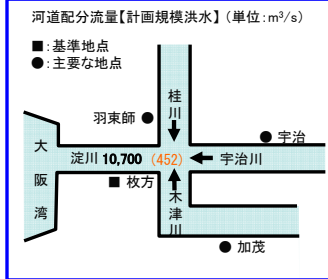 河道配分流量【計画規模洪水】(単位:m³/s)
■:基準地点
●:主要な地点
桂川
羽束師●
●宇治
大阪湾
淀川 10,700 (452)
宇治川
■枚方
木津川
●加茂